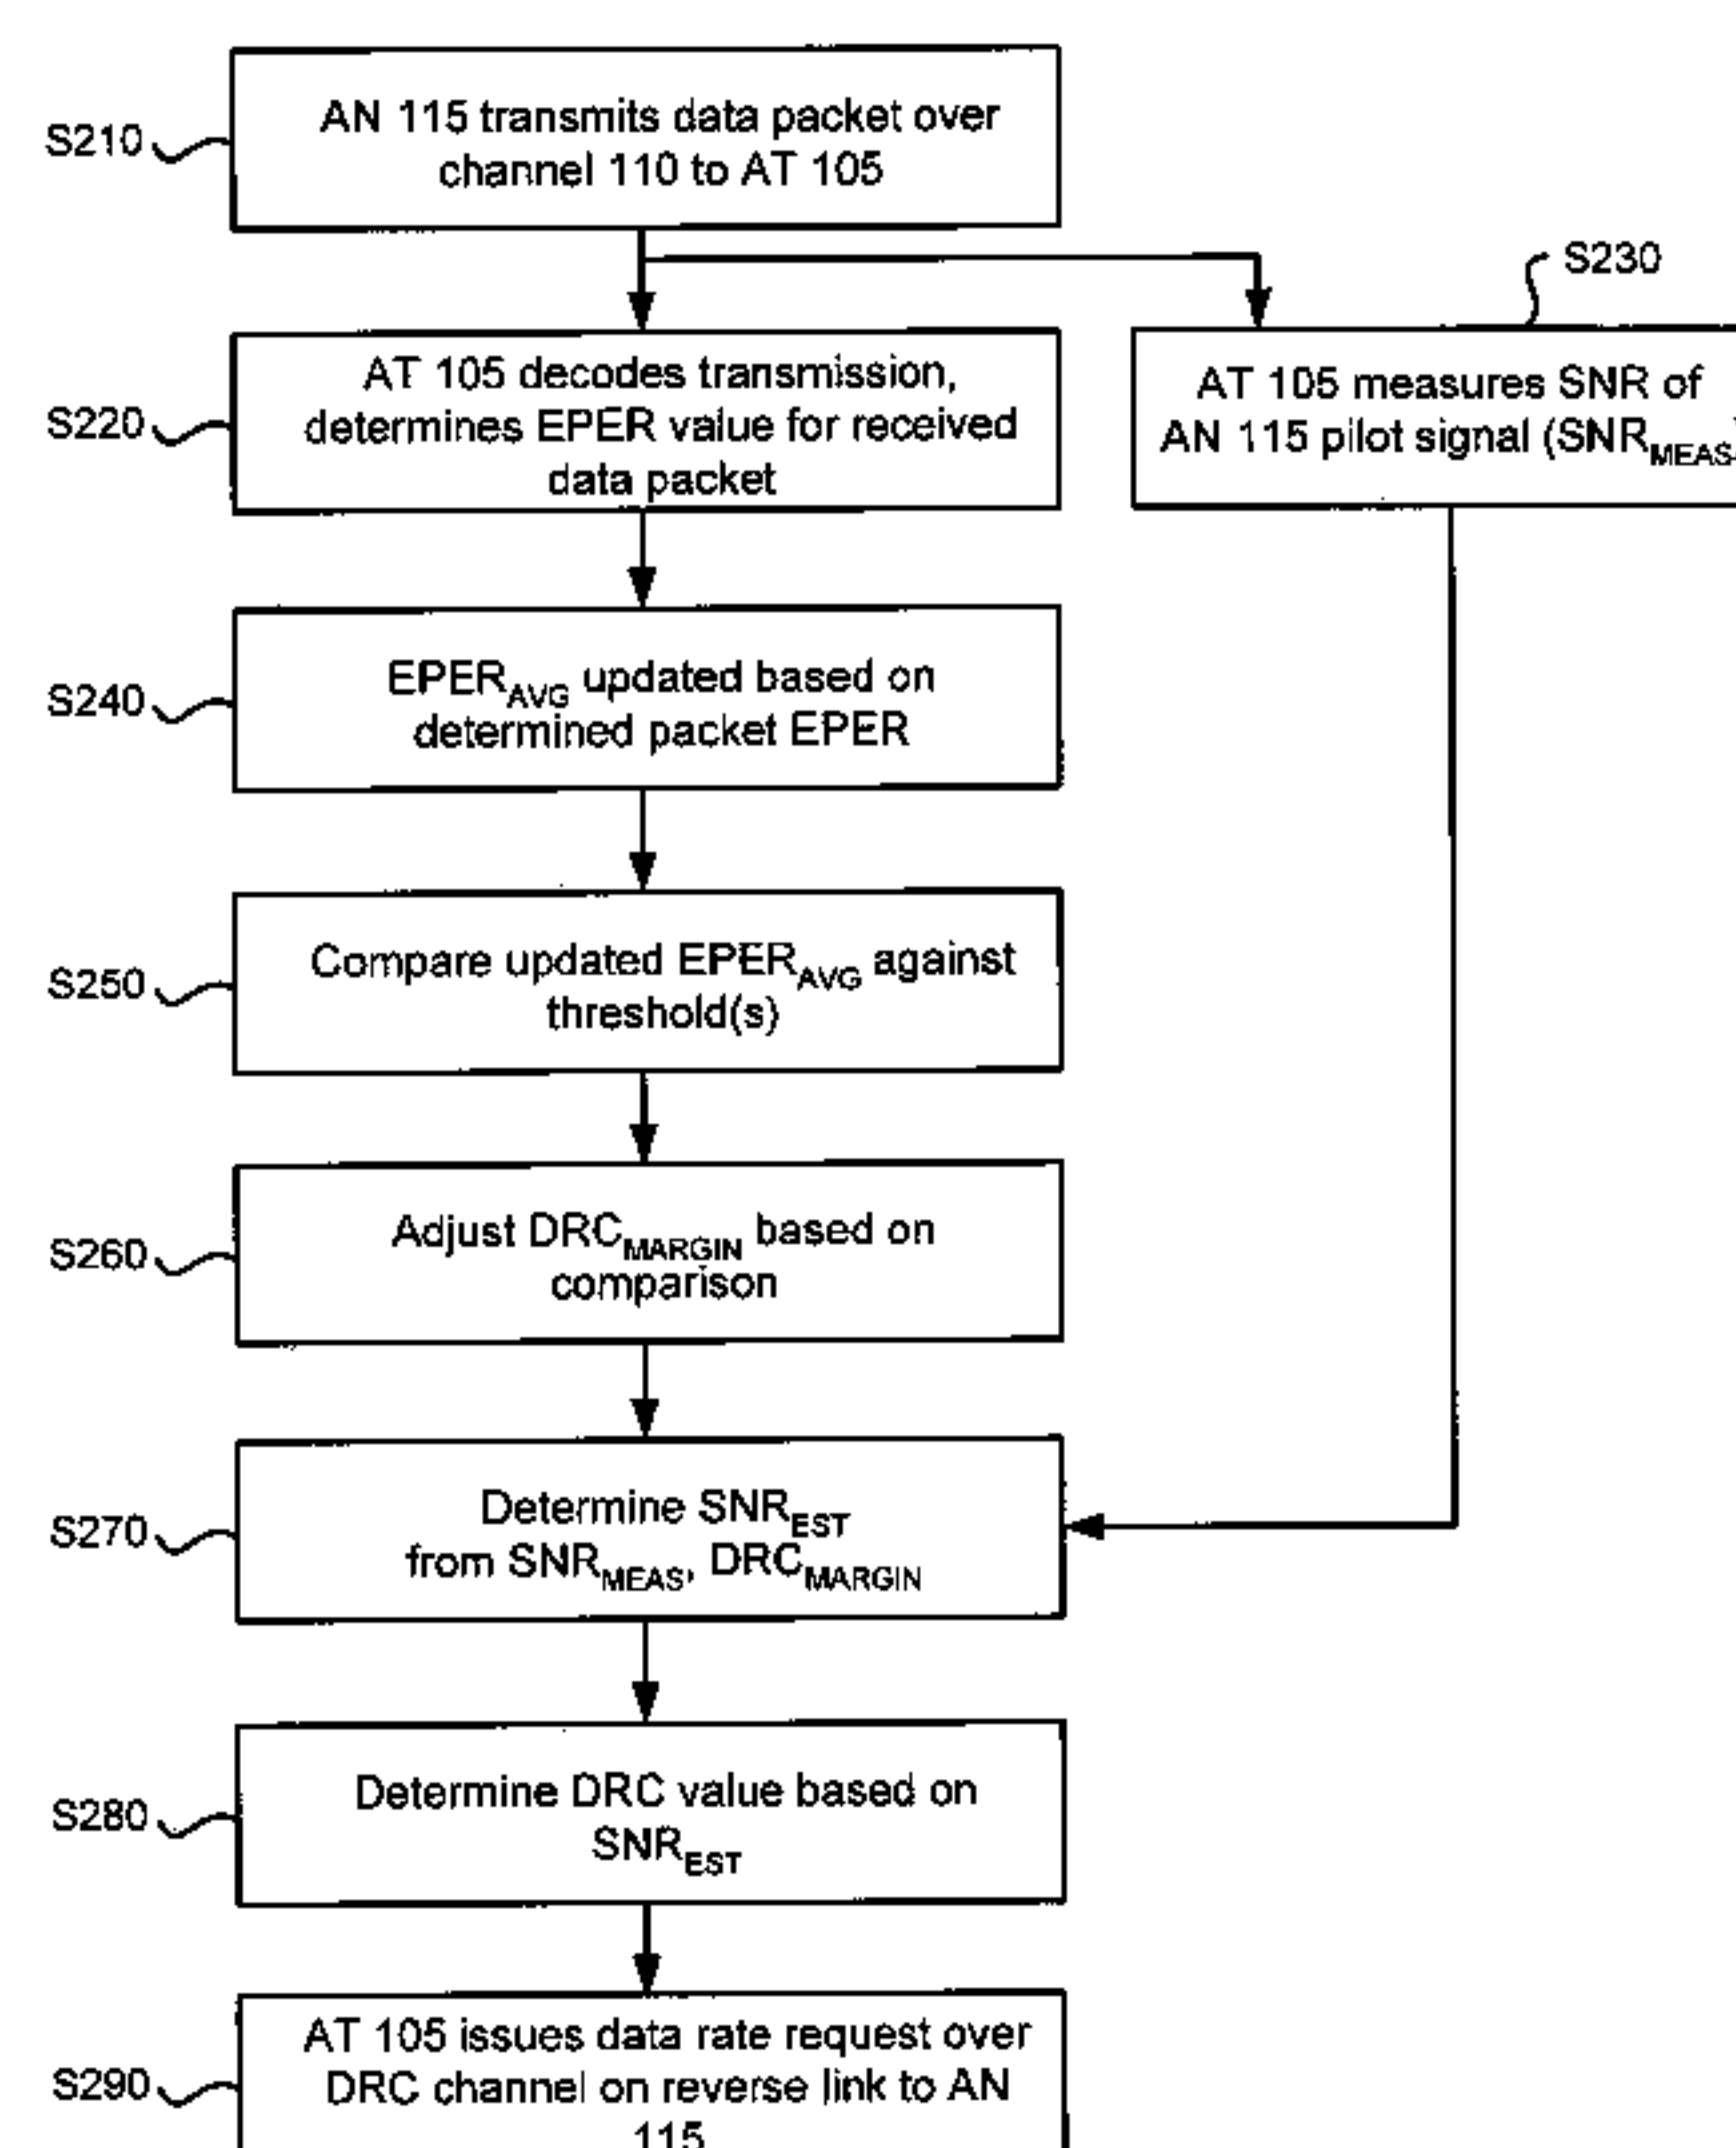 S210
AN 115 transmits data packet over
channel 110 to AT 105
S230
S220
AT 105 decodes transmission,
determines EPER value for received
data packet
AT 105 measures SNR of
AN 115 pilot signal (SNRMEAS)
S240
EPERAVG updated based on
determined packet EPER
S250
Compare updated EPERAVG against
threshold(s)
S260
Adjust DRCMARGIN based on
comparison
S270
Determine SNREST
from SNRMEAS, DRCMARGIN
S280
Determine DRC value based on
SNREST
S290
AT 105 issues data rate request over
DRC channel on reverse link to AN
115